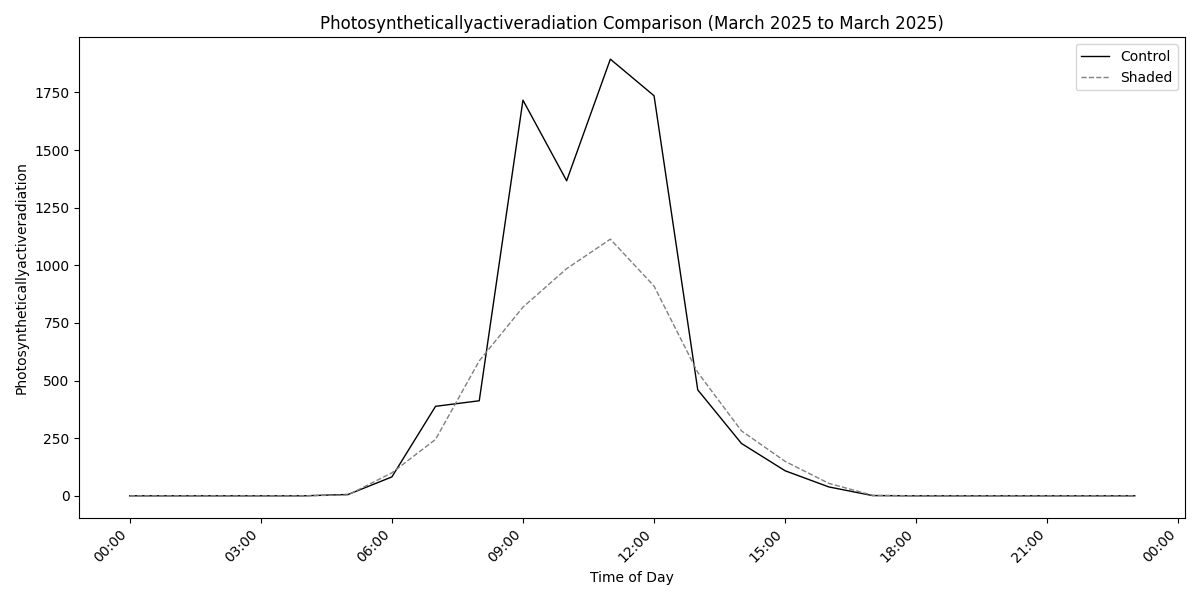 Photosyntheticallyactiveradiation Comparison (March 2025 to March 2025)
Control
Shaded
Photosyntheticallyactiveradiation
1750
1500
1250
1000
750
500
250
0
00:00 03:00 06:00 09:00 12:00 15:00 18:00 21:00 00:00
Time of Day